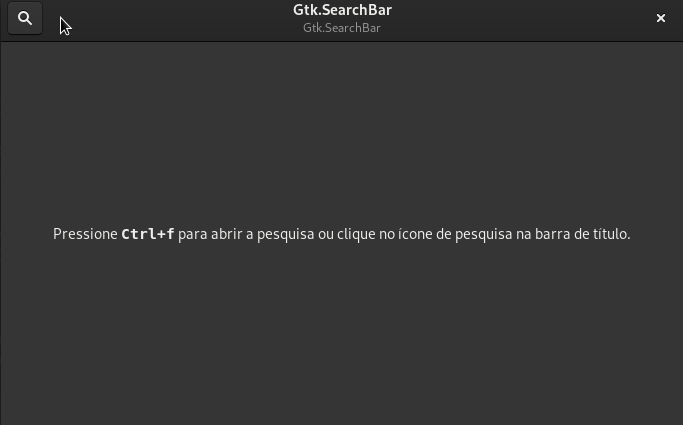 Gtk.SearchBar
Gtk.SearchBar
Pressione Ctrl+f para abrir a pesquisa ou clique no ícone de pesquisa na barra de título.